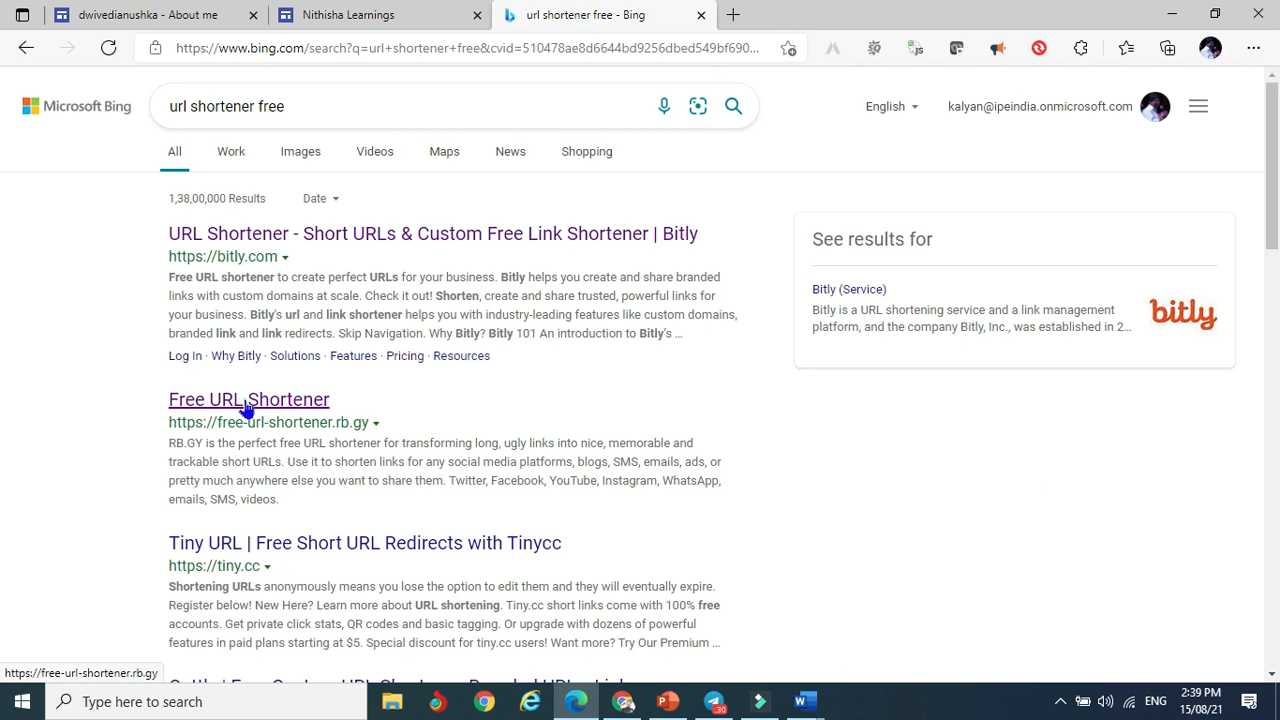 dwivedianush - About
Nithisha Learnedigies
url shortener free - Bing
https://www.bing.com/search?q=url+shortener+free&cvid=510478ae8d6644bd9256dbed549bf690...
Microsoft Bing
url shortener free
English
kalyan@ipeindia.onmicrosoft.com
All
Work
Images
Videos
Maps
News
Shopping
1,38,00,000 Results
Date
URL Shortener - Short URLs & Custom Free Link Shortener | Bitly
https://bitly.com
Free URL shortener to create perfect URLs for your business. Bitly helps you create and share branded
links with custom domains at scale. Check it out! Shorten, create and share trusted, powerful links for
your business. Bitly's url and link shortener helps you with industry-leading features like custom domains,
branded link and link redirects. Skip Navigation. Why Bitly? Bitly 101 An introduction to Bitly's ...
Log In · Why Bitly · Solutions · Features · Pricing · Resources
See results for
Bitly (Service)
Bitly is a URL shortening service and a link management
platform, and the company Bitly, Inc., was established in 2...
bitly
Free URL Shortener
https://free-url-shortener.rb.gy
RB.GY is the perfect free URL shortener for transforming long, ugly links into nice, memorable and
trackable short URLs. Use it to shorten links for any social media platforms, blogs, SMS, emails, ads, or
pretty much anywhere else you want to share them. Twitter, Facebook, YouTube, Instagram, WhatsApp,
emails, SMS, videos.
Tiny URL | Free Short URL Redirects with Tinycc
https://tiny.cc
Shortening URLs anonymously means you lose the option to edit them and they will eventually expire.
Register below! New Here? Learn more about URL shortening. Tiny.cc short links come with 100% free
accounts. Get private click stats, QR codes and basic tagging. Or upgrade with dozens of powerful
features in paid plans starting at $5. Special discount for tiny.cc users! Want more? Try Our Premium ...
https://free-url-shortener.rb.gy
Type here to search
30
ENG
2:39 PM
15/08/21